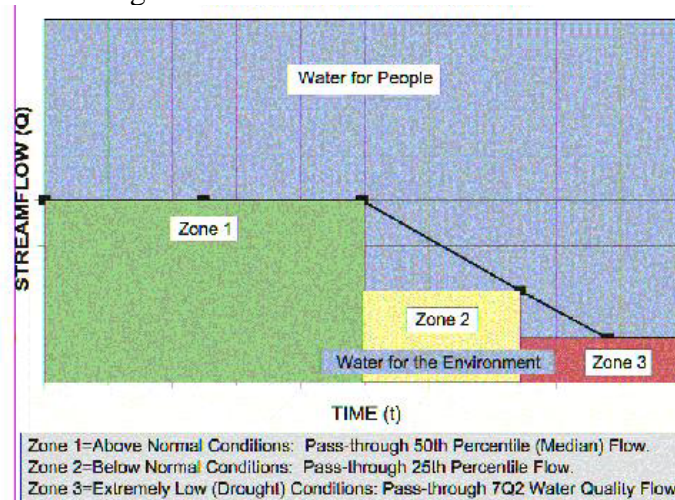 Water for People
STREAMFLOW (Q)
Zone 1
Zone 2
Water for the Environment
Zone 3
TIME (t)
Zone 1=Above Normal Conditions: Pass-through 50th Percentile (Median) Flow.
Zone 2=Below Normal Conditions: Pass-through 25th Percentile Flow.
Zone 3=Extremely Low (Drought) Conditions: Pass-through 7Q2 Water Quality Flow